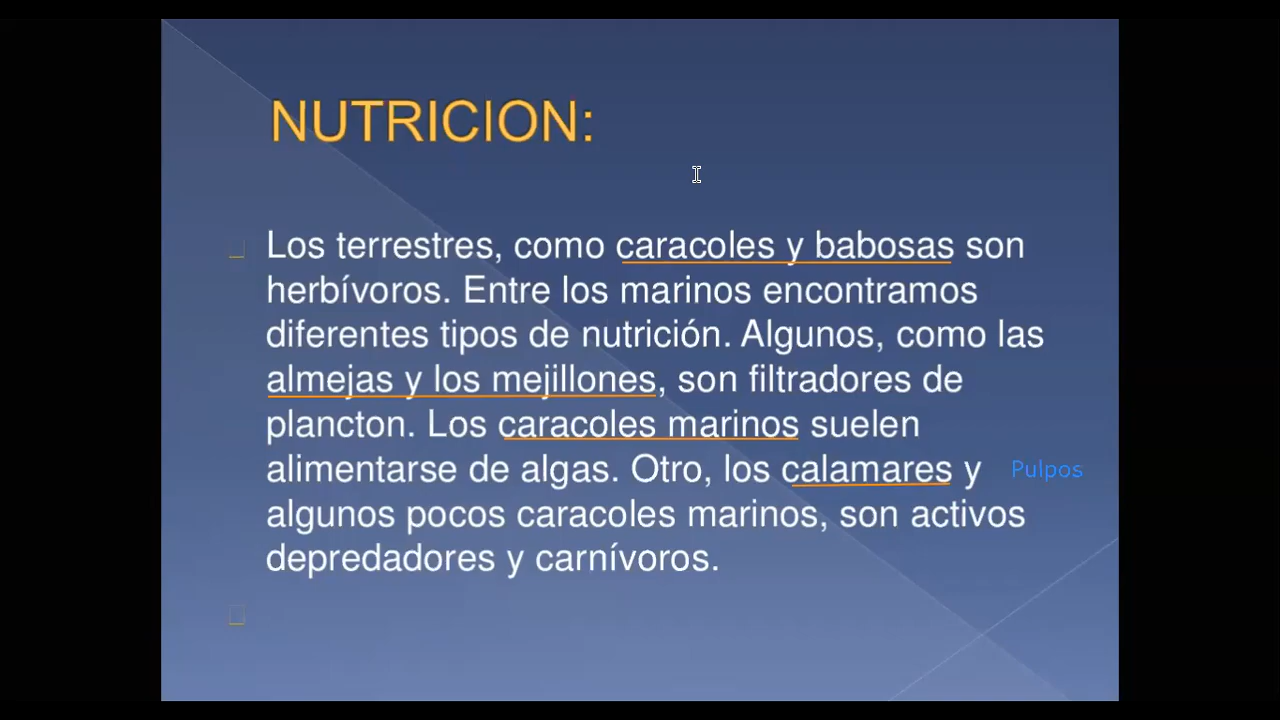 NUTRICION:
Los terrestres, como caracoles y babosas son
herbívoros. Entre los marinos encontramos
diferentes tipos de nutrición. Algunos, como las
almejas y los mejillones, son filtradores de
plancton. Los caracoles marinos suelen
alimentarse de algas. Otro, los calamares y Pulpos
algunos pocos caracoles marinos, son activos
depredadores y carnívoros.